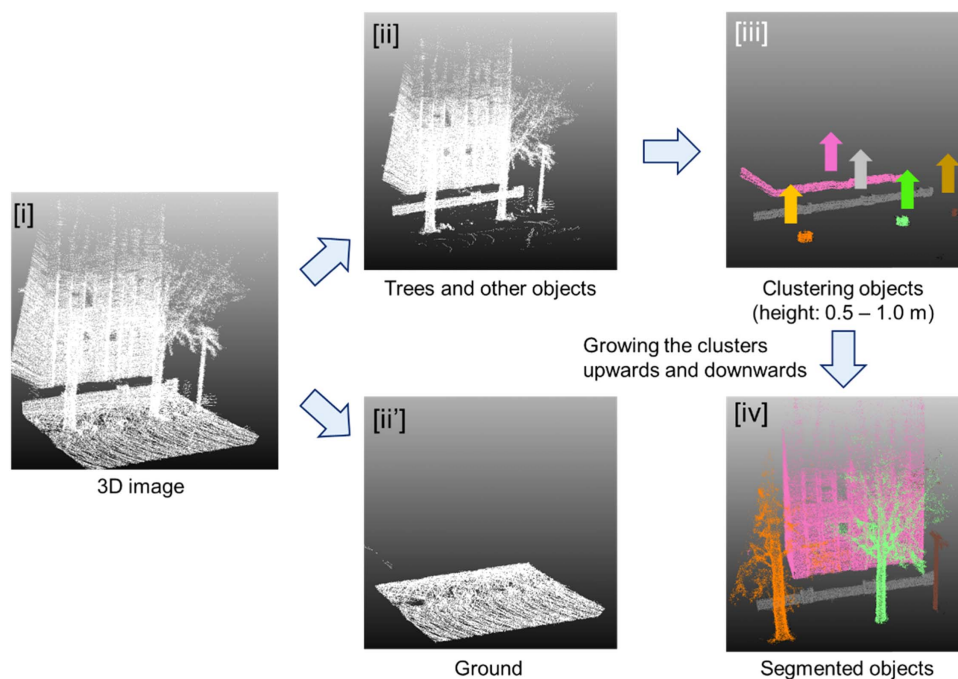 [i]
3D image
[ii]
Trees and other objects
[ii']
Ground
[iii]
Clustering objects
(height: 0.5 – 1.0 m)
Growing the clusters
upwards and downwards
[iv]
Segmented objects